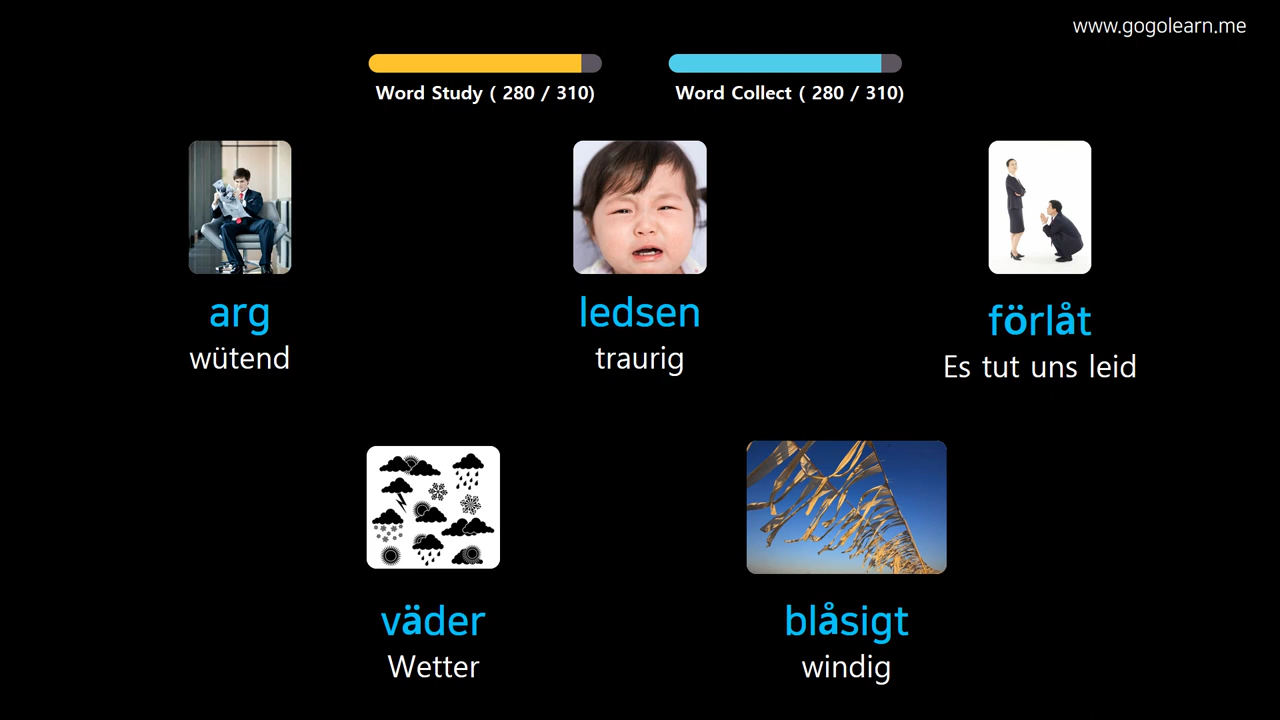 www.gogolearn.me
Word Study ( 280 / 310)
Word Collect ( 280 / 310)
arg
wütend
ledsen
traurig
förlåt
Es tut uns leid
väder
Wetter
blåsigt
windig